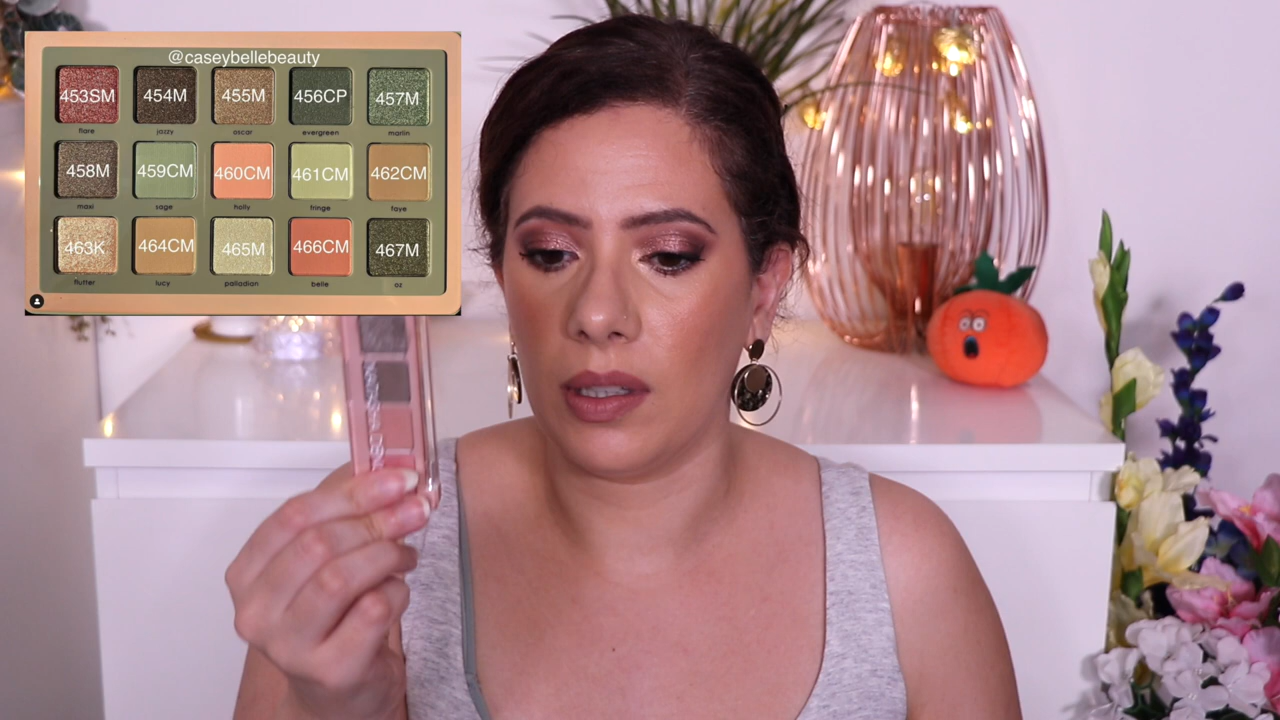 @caseybellebeauty
453SM 454M 455M 456CP 457M
flare jazzy oscar evergreen marlin
458M 459CM 460CM 461CM 462CM
maxi sage holly fringe faye
463K 464CM 465M 466CM 467M
flutter lucy palladian belle oz